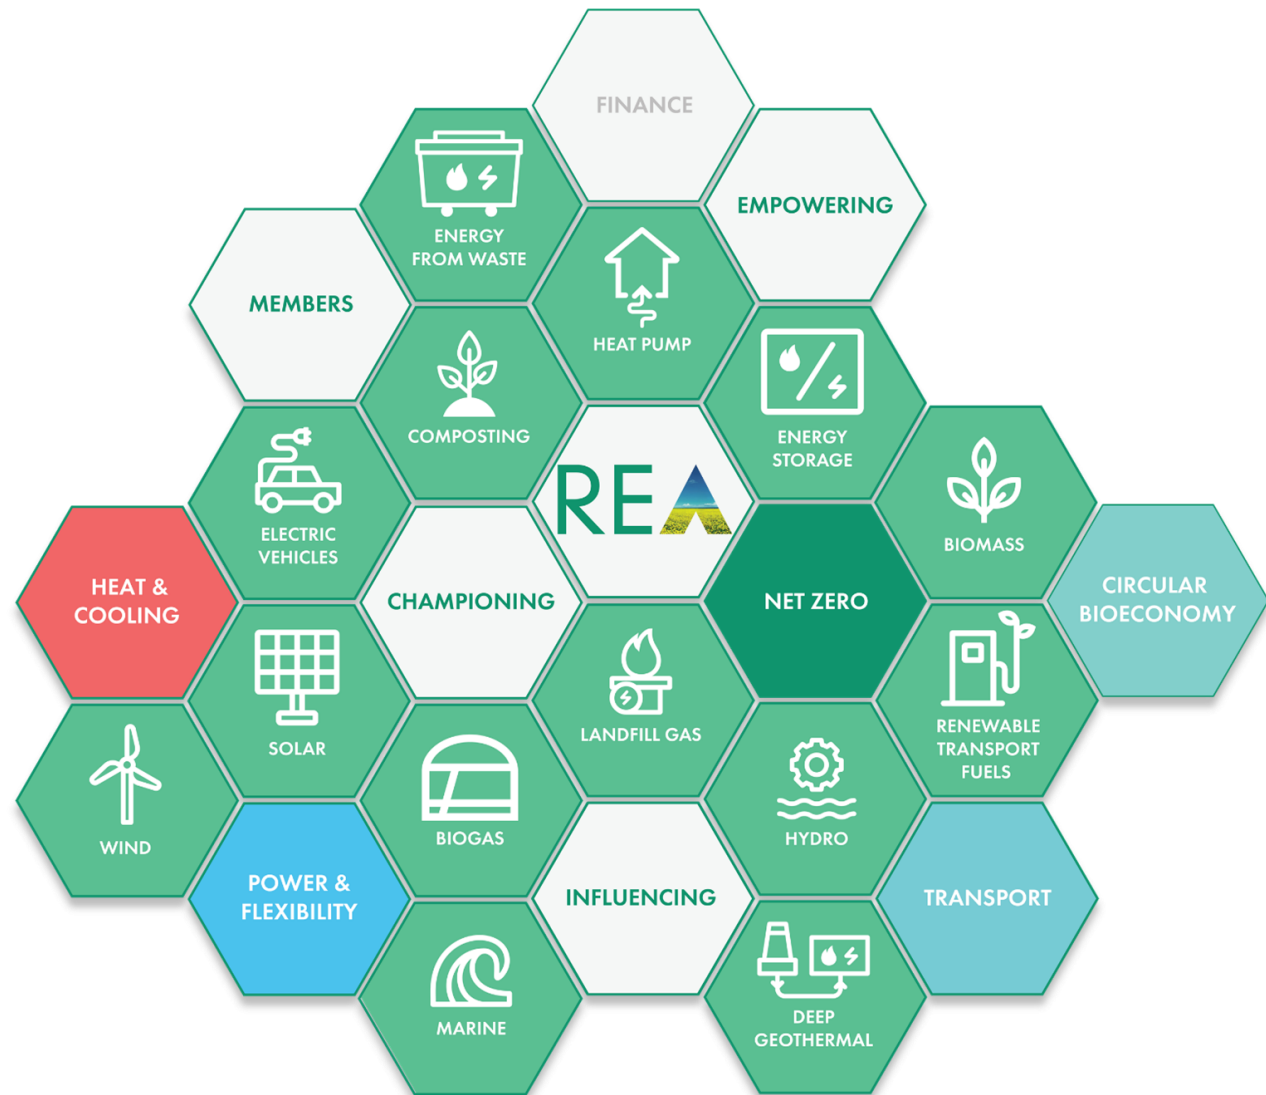 FINANCE
ENERGY
FROM WASTE
EMPOWERING
MEMBERS
HEAT PUMP
COMPOSTING
ENERGY
STORAGE
REA
ELECTRIC
VEHICLES
BIOMASS
HEAT &
COOLING
CHAMPIONING
NET ZERO
CIRCULAR
BIOECONOMY
SOLAR
LANDFILL GAS
RENEWABLE
TRANSPORT
FUELS
WIND
BIOGAS
HYDRO
POWER &
FLEXIBILITY
INFLUENCING
TRANSPORT
MARINE
DEEP
GEOTHERMAL